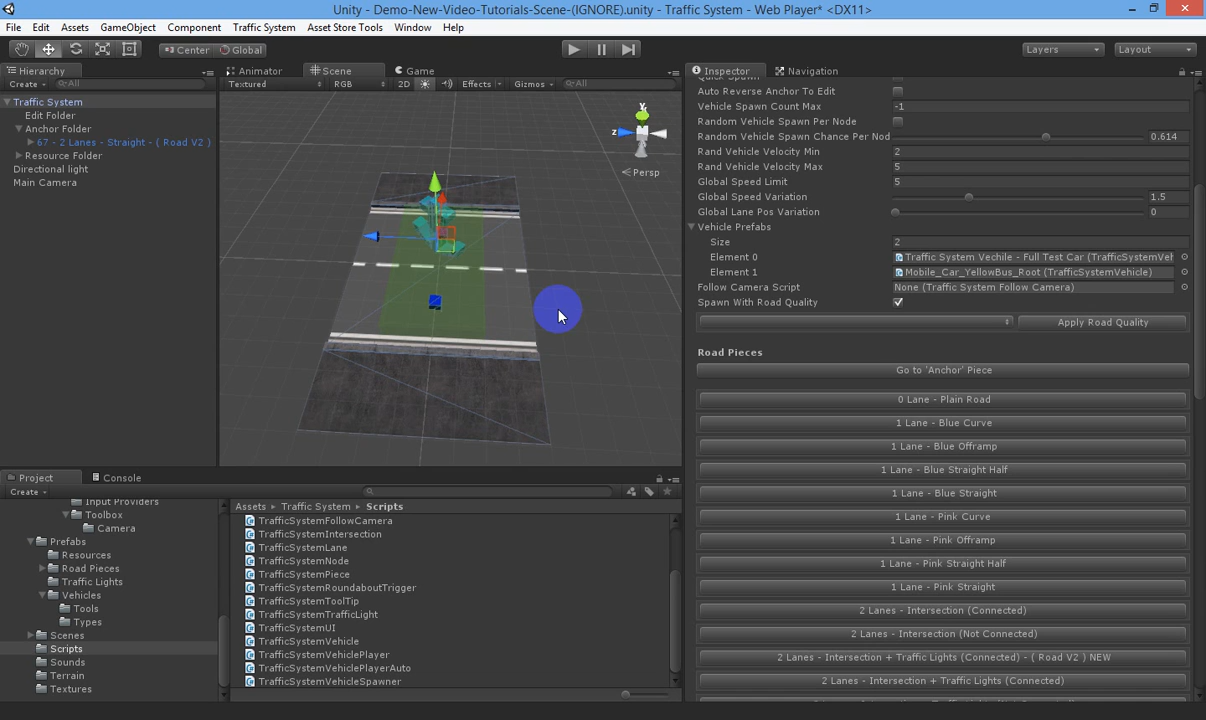 Unity - Demo-New-Video-Tutorials-Scene-(IGNORE).unity - Traffic System - Web Player* <DX11>
File Edit Assets GameObject Component Traffic System Asset Store Tools Window Help
Center Global Layers Layout
Hierarchy
Create All
Traffic System
Edit Folder
Anchor Folder
67 - 2 Lanes - Straight - ( Road V2 )
Resource Folder
Directional light
Main Camera
Animator Scene Game
Textured RGB 2D Effects Gizmos All
y
z
Persp
Inspector Navigation
Auto Reverse Anchor To Edit
Vehicle Spawn Count Max -1
Random Vehicle Spawn Per Node
Random Vehicle Spawn Chance Per Nod 0.614
Rand Vehicle Velocity Min 2
Rand Vehicle Velocity Max 5
Global Speed Limit 5
Global Speed Variation 1.5
Global Lane Pos Variation 0
Vehicle Prefabs
Size 2
Element 0 Traffic System Vechile - Full Test Car (TrafficSystemVeh
Element 1 Mobile_Car_YellowBus_Root (TrafficSystemVehicle)
Follow Camera Script None (Traffic System Follow Camera)
Spawn With Road Quality
Apply Road Quality
Road Pieces
Go to 'Anchor' Piece
0 Lane - Plain Road
1 Lane - Blue Curve
1 Lane - Blue Offramp
1 Lane - Blue Straight Half
1 Lane - Blue Straight
1 Lane - Pink Curve
1 Lane - Pink Offramp
1 Lane - Pink Straight Half
1 Lane - Pink Straight
2 Lanes - Intersection (Connected)
2 Lanes - Intersection (Not Connected)
2 Lanes - Intersection + Traffic Lights (Connected) - ( Road V2 ) NEW
2 Lanes - Intersection + Traffic Lights (Connected)
Project Console
Create
Input Providers
Toolbox
Camera
Prefabs
Resources
Road Pieces
Traffic Lights
Vehicles
Tools
Types
Scenes
Scripts
Sounds
Terrain
Textures
Assets Traffic System Scripts
TrafficSystemFollowCamera
TrafficSystemIntersection
TrafficSystemLane
TrafficSystemNode
TrafficSystemPiece
TrafficSystemRoundaboutTrigger
TrafficSystemToolTip
TrafficSystemTrafficLight
TrafficSystemUI
TrafficSystemVehicle
TrafficSystemVehiclePlayer
TrafficSystemVehiclePlayerAuto
TrafficSystemVehicleSpawner